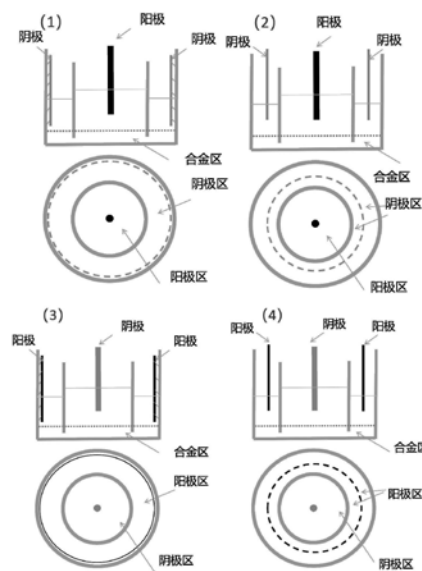 (1)
阳极
阴极
阴极
合金区
阴极区
阳极区
(2)
阳极
阴极
阴极
合金区
阴极区
阳极区
(3)
阴极
阳极
阳极
合金区
阳极区
阴极区
(4)
阴极
阳极
阳极
合金区
阳极区
阴极区